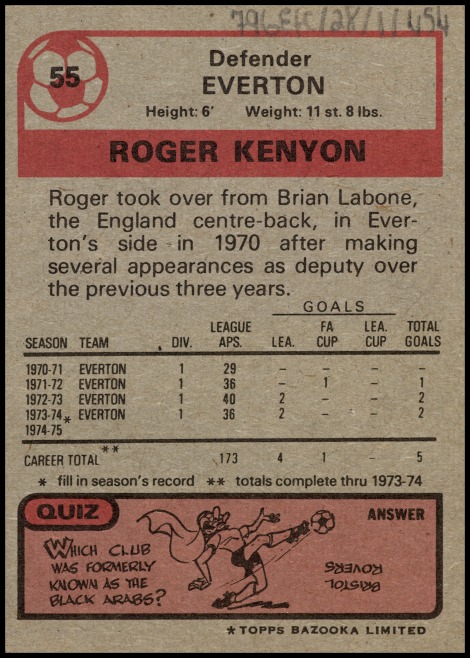 55
Defender
EVERTON
Height: 6' Weight: 11 st. 8 lbs.
ROGER KENYON
Roger took over from Brian Labone,
the England centre-back, in Ever-
ton's side in 1970 after making
several appearances as deputy over
the previous three years.
GOALS
SEASON TEAM DIV. LEAGUE APS. LEA. FA CUP LEA. CUP TOTAL GOALS
1970-71 EVERTON 1 29 – – – –
1971-72 EVERTON 1 36 – 1 – 1
1972-73 EVERTON 1 40 2 – – 2
1973-74 EVERTON 1 36 2 – – 2
1974-75 *
CAREER TOTAL ** 173 4 1 – 5
* fill in season's record ** totals complete thru 1973-74
QUIZ
WHICH CLUB
WAS FORMERLY
KNOWN AS THE
BLACK ARABS?
ANSWER
BRISTOL
ROVERS
*TOPPS BAZOOKA LIMITED